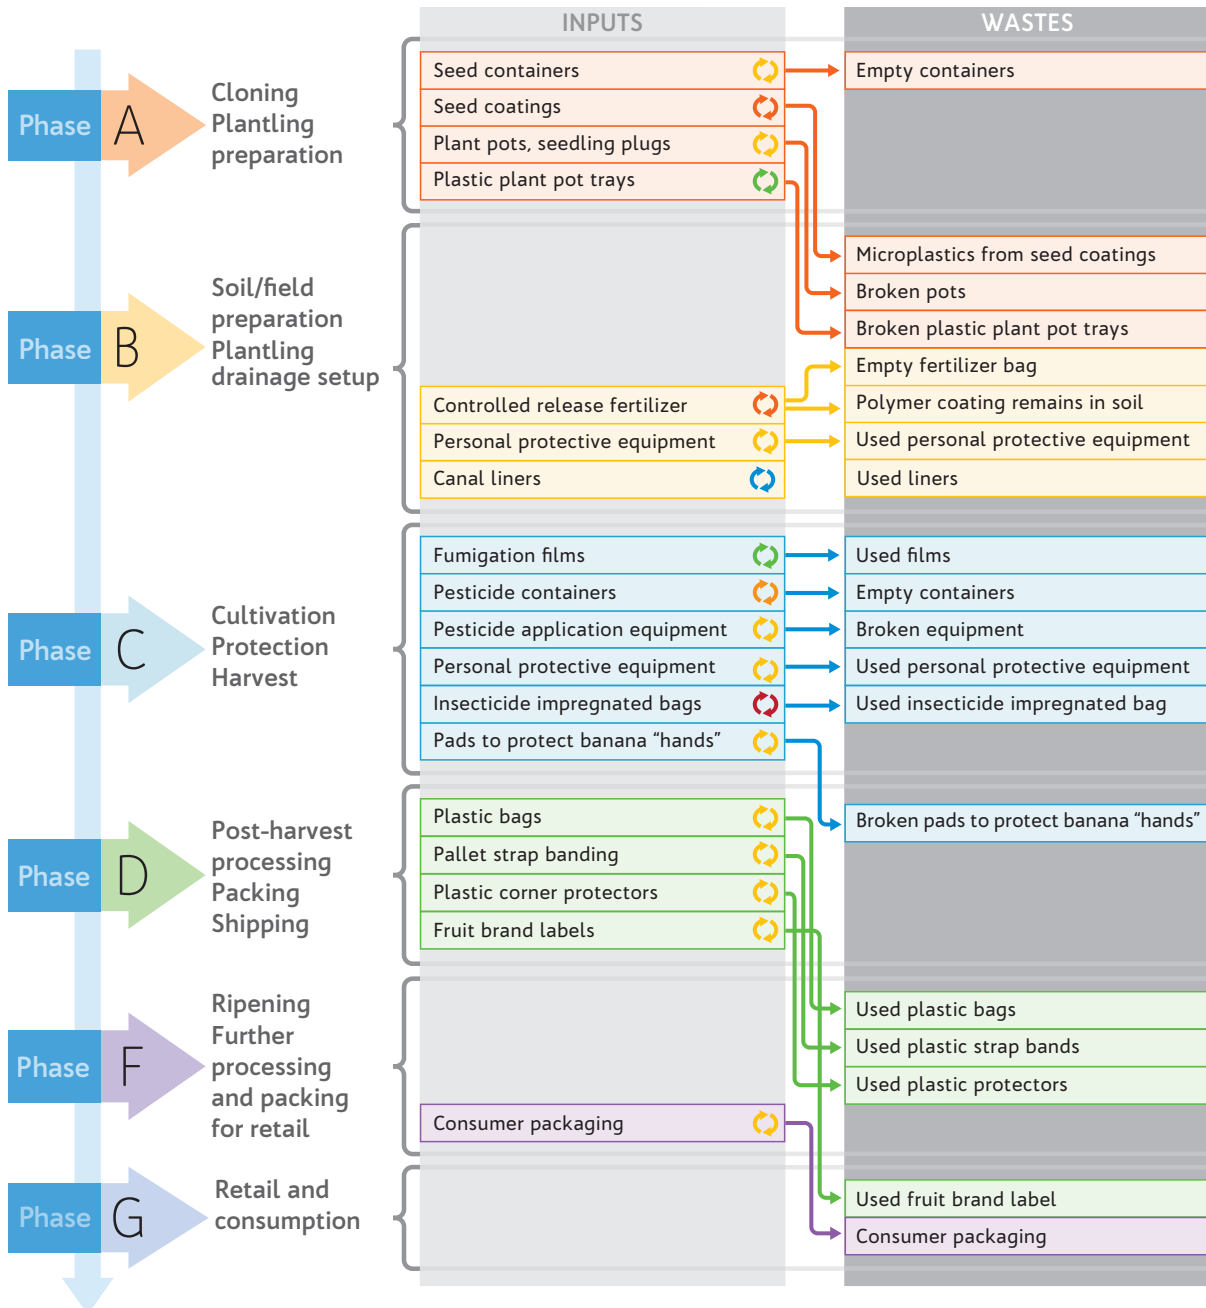 INPUTS
WASTES
Phase A
Cloning
Plantling
preparation
Seed containers
Seed coatings
Plant pots, seedling plugs
Plastic plant pot trays
Empty containers
Phase B
Soil/field
preparation
Plantling
drainage setup
Controlled release fertilizer
Personal protective equipment
Canal liners
Microplastics from seed coatings
Broken pots
Broken plastic plant pot trays
Empty fertilizer bag
Polymer coating remains in soil
Used personal protective equipment
Used liners
Phase C
Cultivation
Protection
Harvest
Fumigation films
Pesticide containers
Pesticide application equipment
Personal protective equipment
Insecticide impregnated bags
Pads to protect banana “hands”
Used films
Empty containers
Broken equipment
Used personal protective equipment
Used insecticide impregnated bag
Phase D
Post-harvest
processing
Packing
Shipping
Plastic bags
Pallet strap banding
Plastic corner protectors
Fruit brand labels
Broken pads to protect banana “hands”
Phase F
Ripening
Further
processing
and packing
for retail
Consumer packaging
Used plastic bags
Used plastic strap bands
Used plastic protectors
Phase G
Retail and
consumption
Used fruit brand label
Consumer packaging